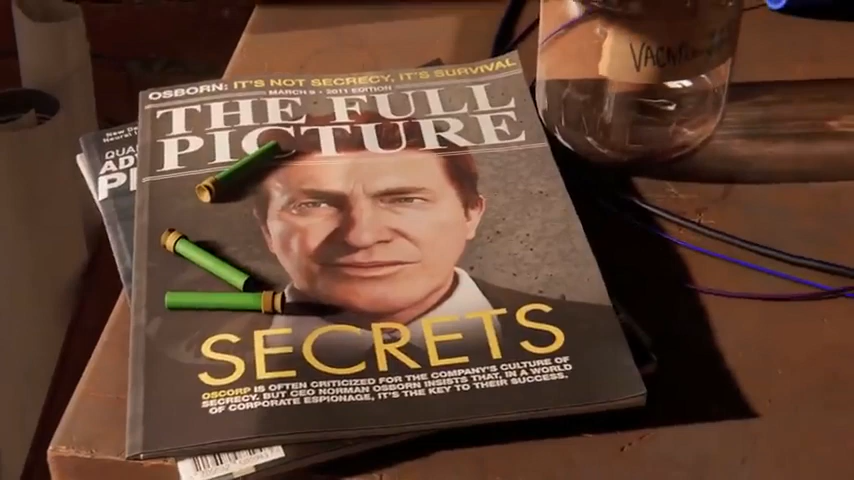 OSBORN: IT'S NOT SECRECY, IT'S SURVIVAL
MARCH 9 • 2011 EDITION
THE FULL
PICTURE
SECRETS
OSCORP IS OFTEN CRITICIZED FOR THE COMPANY'S CULTURE OF
SECRECY, BUT CEO NORMAN OSBORN INSISTS THAT, IN A WORLD
OF CORPORATE ESPIONAGE, IT'S THE KEY TO THEIR SUCCESS.